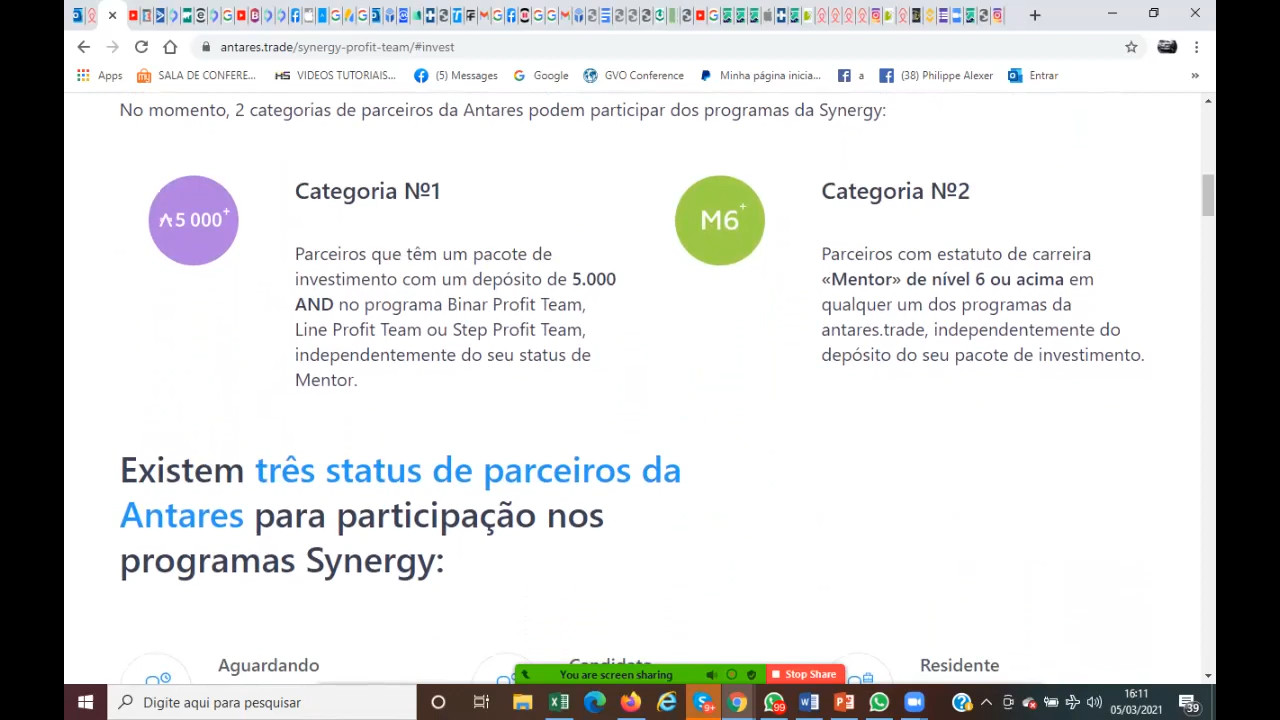 antares.trade/synergy-profit-team/#invest
Apps
SALA DE CONFERE...
VIDEOS TUTORIAIS...
(5) Messages
Google
GVO Conference
Minha página inicia...
a
(38) Philippe Alexer
Entrar
»
No momento, 2 categorias de parceiros da Antares podem participar dos programas da Synergy:
5 000+
Categoria №1
Parceiros que têm um pacote de
investimento com um depósito de 5.000
AND no programa Binar Profit Team,
Line Profit Team ou Step Profit Team,
independentemente do seu status de
Mentor.
M6+
Categoria №2
Parceiros com estatuto de carreira
«Mentor» de nível 6 ou acima em
qualquer um dos programas da
antares.trade, independentemente do
depósito do seu pacote de investimento.
Existem três status de parceiros da
Antares para participação nos
programas Synergy:
Aguardando
Candidato
Residente
You are screen sharing
Stop Share
Digite aqui para pesquisar
9+
99
16:11
05/03/2021
39